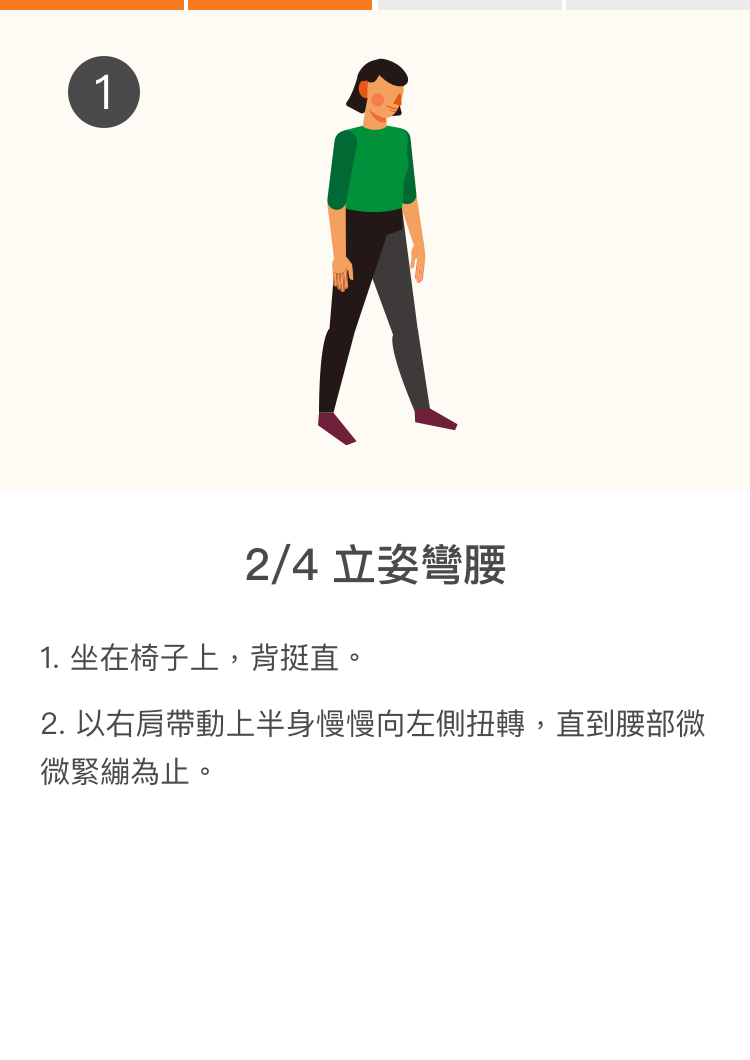 1
2/4 立姿彎腰
1. 坐在椅子上，背挺直。
2. 以右肩帶動上半身慢慢向左側扭轉，直到腰部微
微緊繃為止。